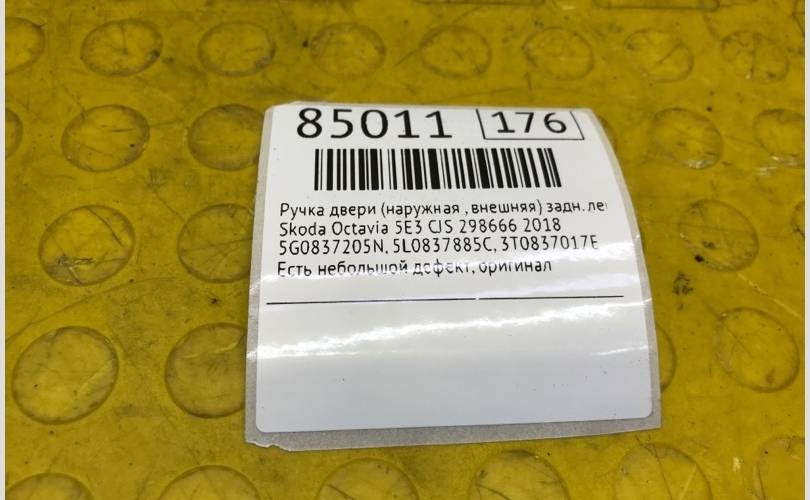 85011 176
Ручка двери (наружная , внешняя) задн. ле
Skoda Octavia 5E3 CJS 298666 2018
5G0837205N, 5L0837885C, 3T0837017E
Есть небольшой дефект, оригинал